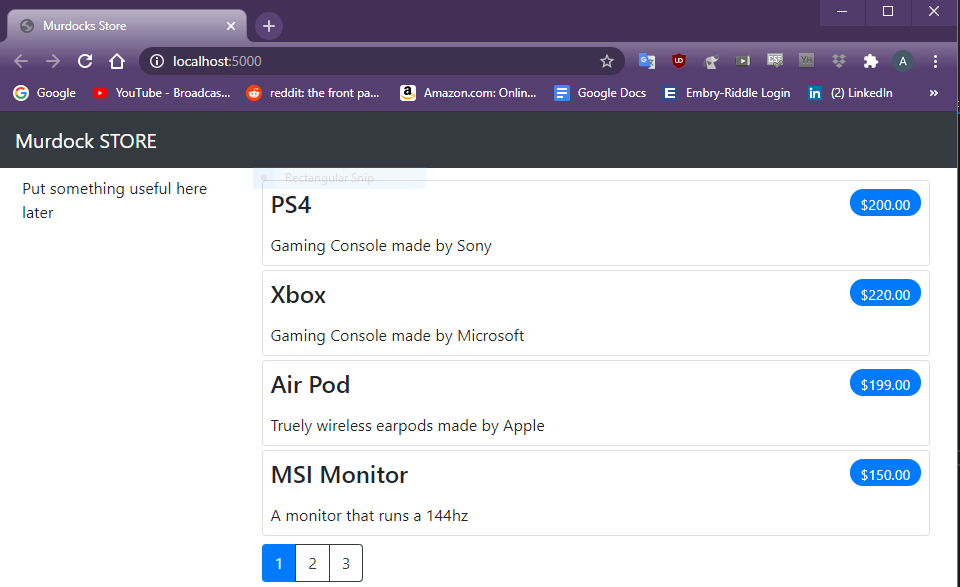 Murdocks Store
localhost:5000
Google
YouTube - Broadcas...
reddit: the front pa...
Amazon.com: Onlin...
Google Docs
Embry-Riddle Login
(2) LinkedIn
»
Murdock STORE
Put something useful here
later
Rectangular Snip
PS4
$200.00
Gaming Console made by Sony
Xbox
$220.00
Gaming Console made by Microsoft
Air Pod
$199.00
Truely wireless earpods made by Apple
MSI Monitor
$150.00
A monitor that runs a 144hz
1 2 3